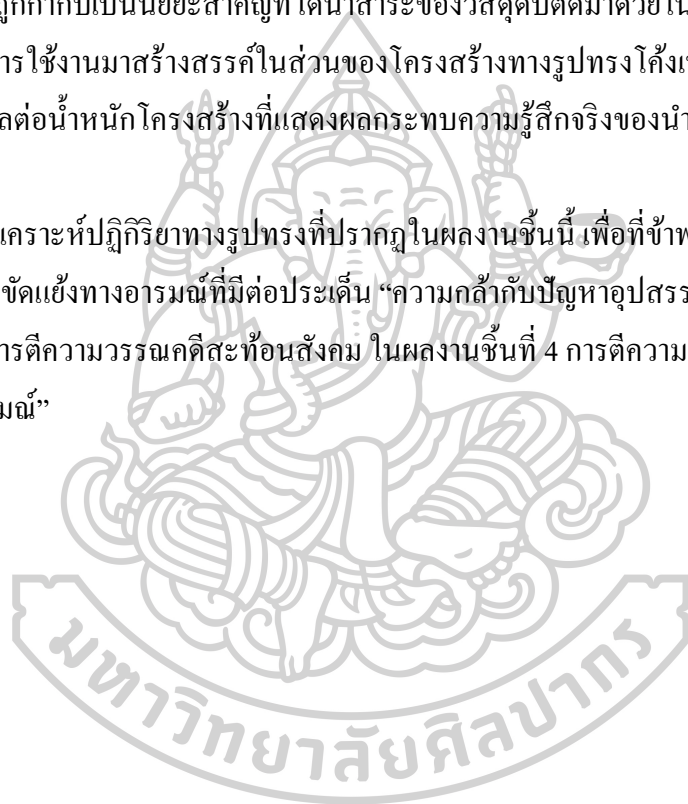 ถูกกำกับเป็นนัยยะสำคัญที่ได้นำสาระของวัสดุดิบติดมาด้วยใน
ารใช้งานมาสร้างสรรค์ในส่วนของโครงสร้างทางรูปทรงโค้งเ
ลต่อน้ำหนักโครงสร้างที่แสดงผลกระทบความรู้สึกจริงของนำ
เคราะห์ปฏิกิริยาทางรูปทรงที่ปรากฏในผลงานชิ้นนี้ เพื่อที่ข้าพ
ขัดแย้งทางอารมณ์ที่มีต่อประเด็น “ความกล้ากับปัญหาอุปสรร
ารตีความวรรณคดีสะท้อนสังคม ในผลงานชิ้นที่ 4 การตีความ
มณ์”
มหาวิทยาลัยศิลปากร